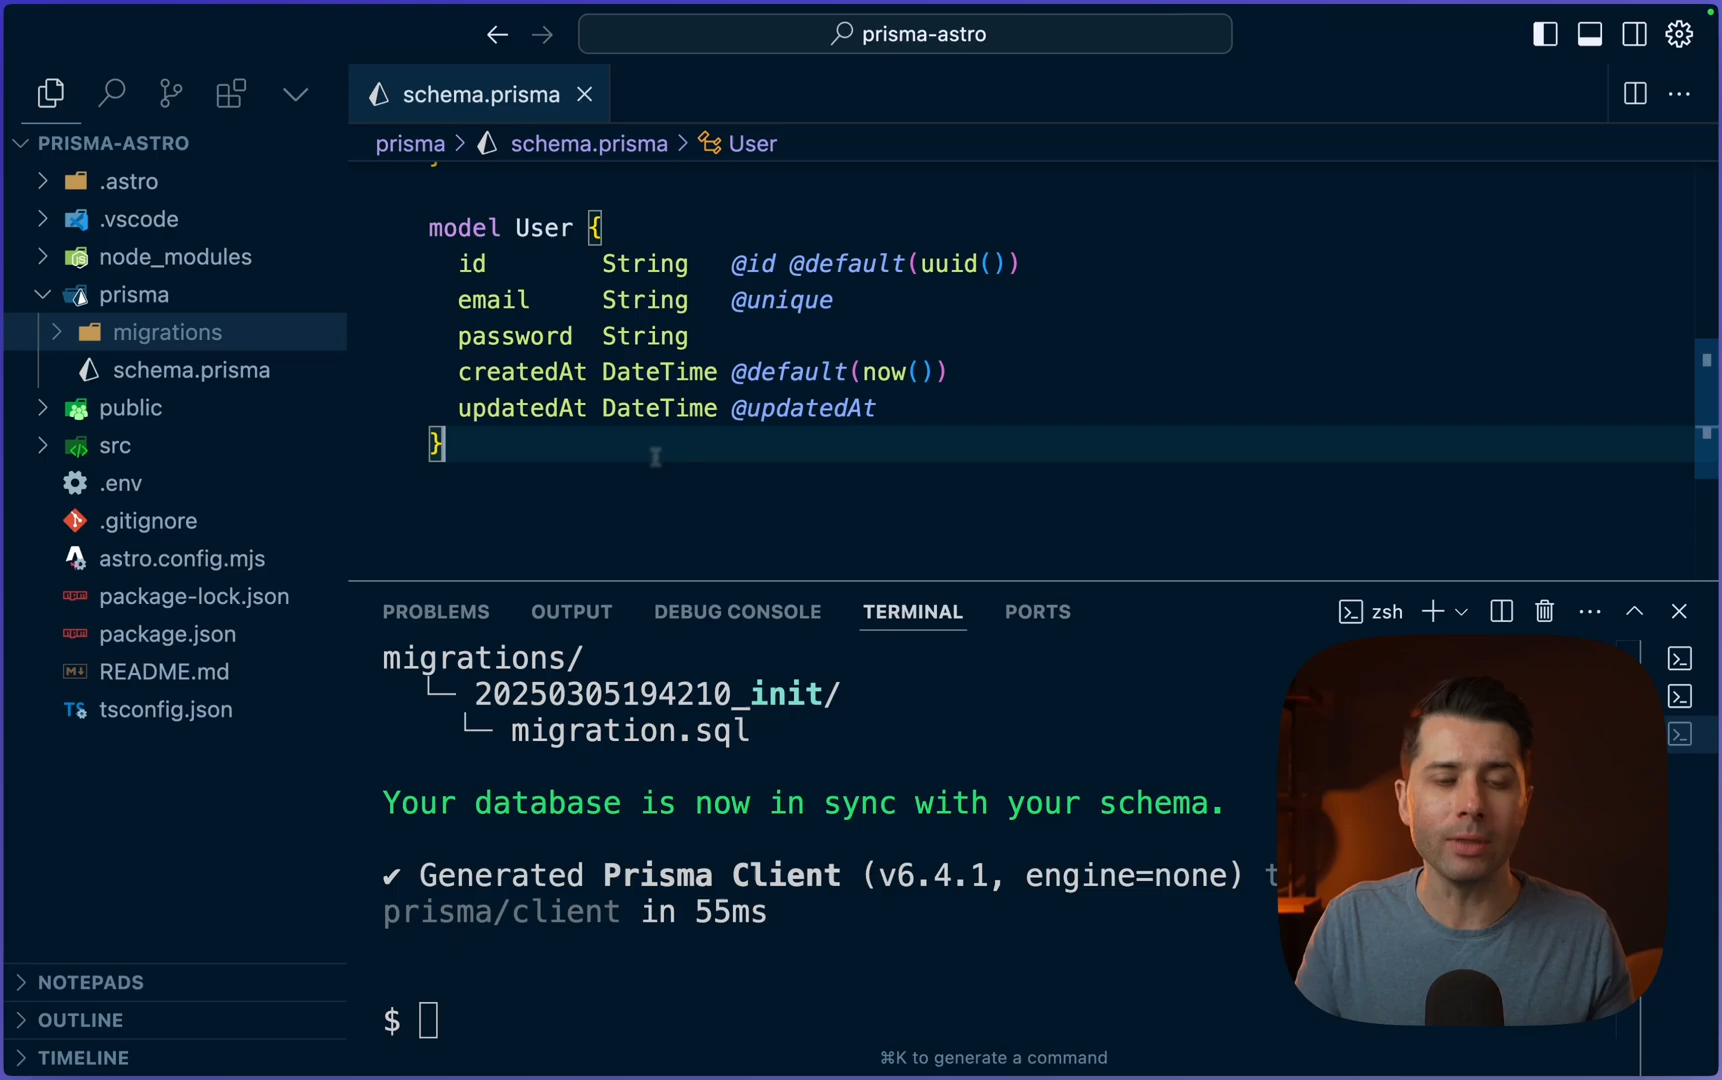 prisma-astro
schema.prisma
PRISMA-ASTRO
.astro
.vscode
node_modules
prisma
migrations
schema.prisma
public
src
.env
.gitignore
astro.config.mjs
package-lock.json
package.json
README.md
tsconfig.json
NOTEPADS
OUTLINE
TIMELINE
prisma > schema.prisma > User
model User {
id String @id @default(uuid())
email String @unique
password String
createdAt DateTime @default(now())
updatedAt DateTime @updatedAt
}
PROBLEMS OUTPUT DEBUG CONSOLE TERMINAL PORTS
zsh
migrations/
└─ 20250305194210_init/
└─ migration.sql
Your database is now in sync with your schema.
✔ Generated Prisma Client (v6.4.1, engine=none) t
prisma/client in 55ms
$
⌘K to generate a command